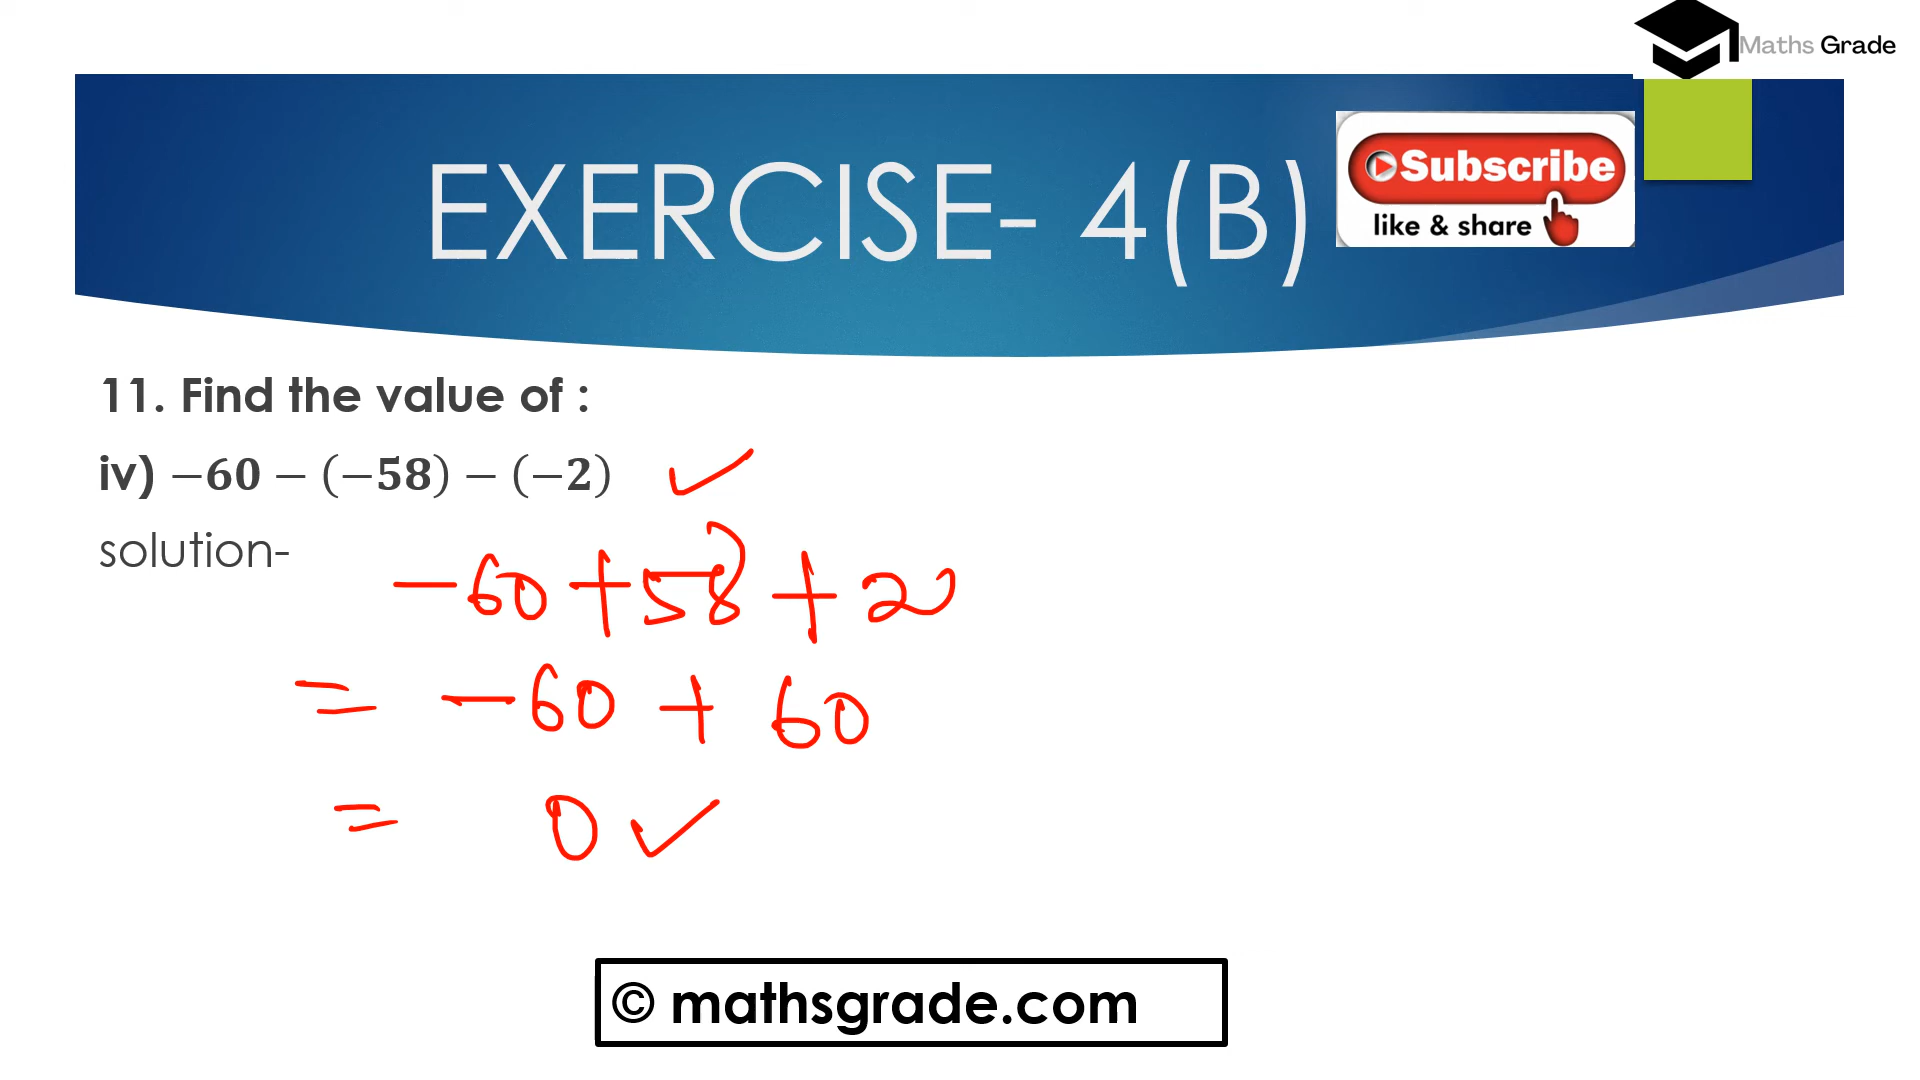 Maths Grade
EXERCISE- 4(B)
Subscribe
like & share
11. Find the value of :
iv) −60 − (−58) − (−2)
solution-
−60 + 58 + 2
= −60 + 60
= 0 ✓
© mathsgrade.com